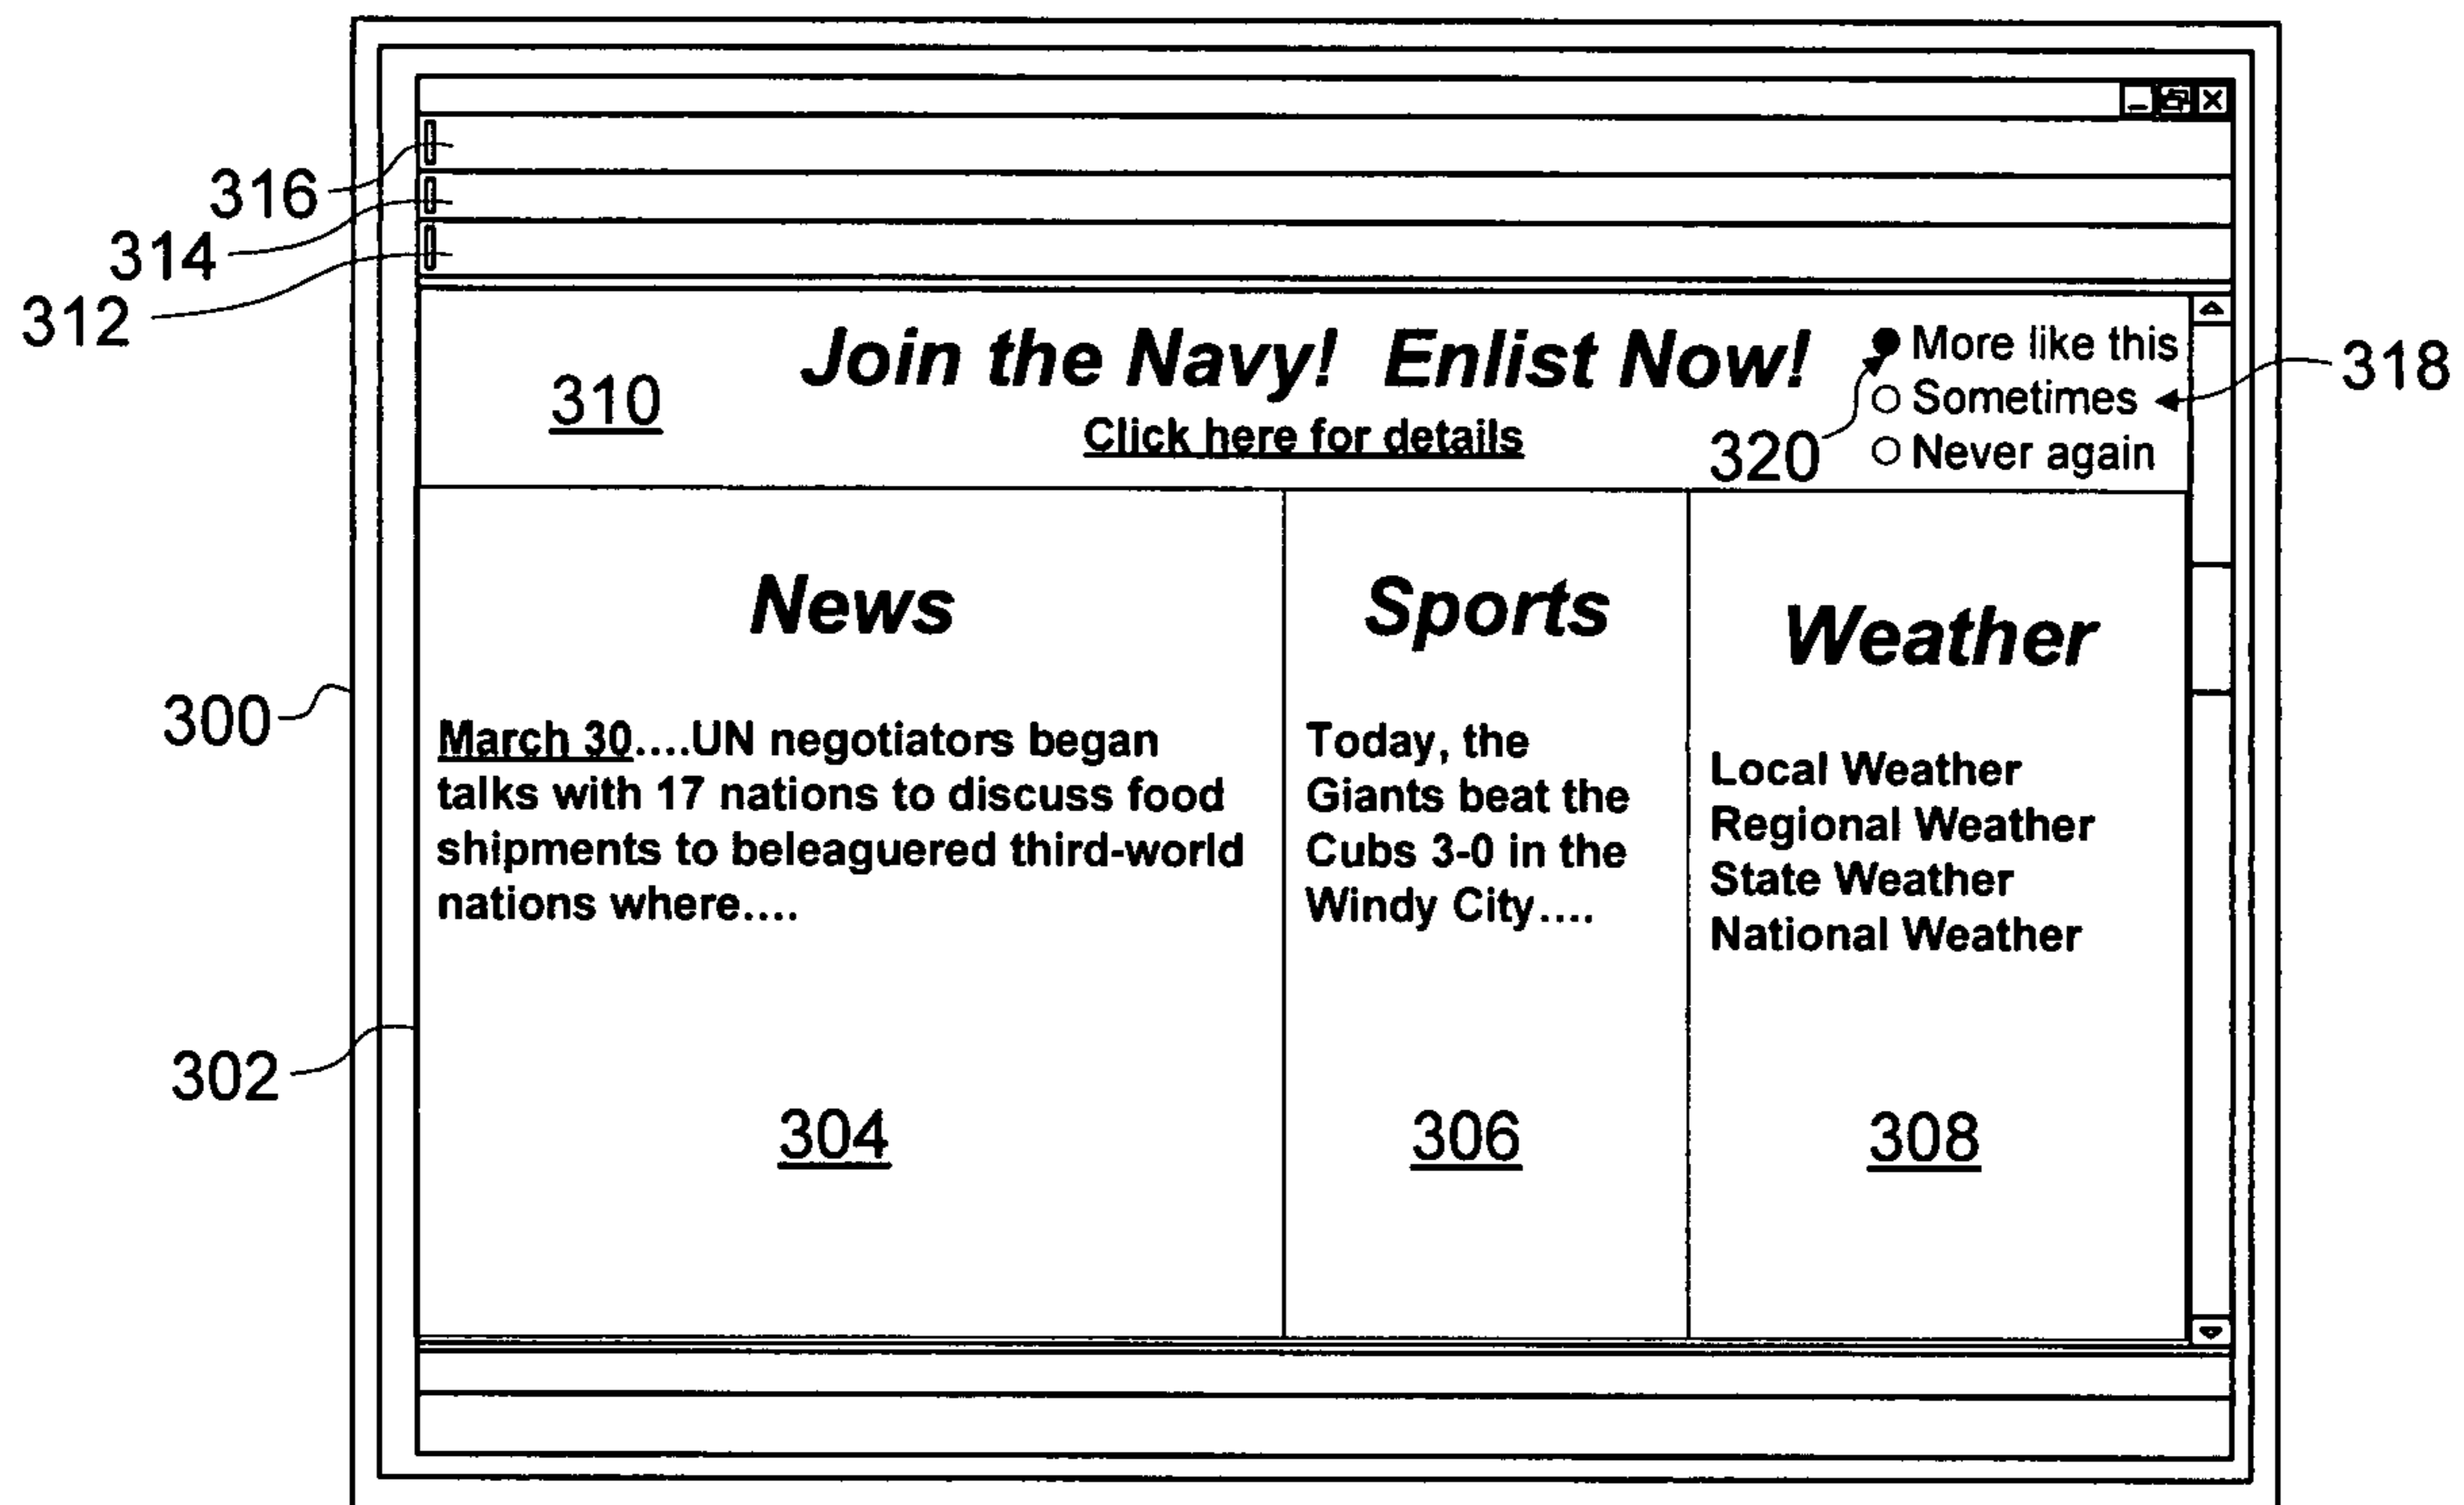 316
314
312
Join the Navy!  Enlist Now!
Click here for details
310
More like this
Sometimes
Never again
318
320
News
March 30....UN negotiators began
talks with 17 nations to discuss food
shipments to beleaguered third-world
nations where....
304
Sports
Today, the
Giants beat the
Cubs 3-0 in the
Windy City....
306
Weather
Local Weather
Regional Weather
State Weather
National Weather
308
300
302